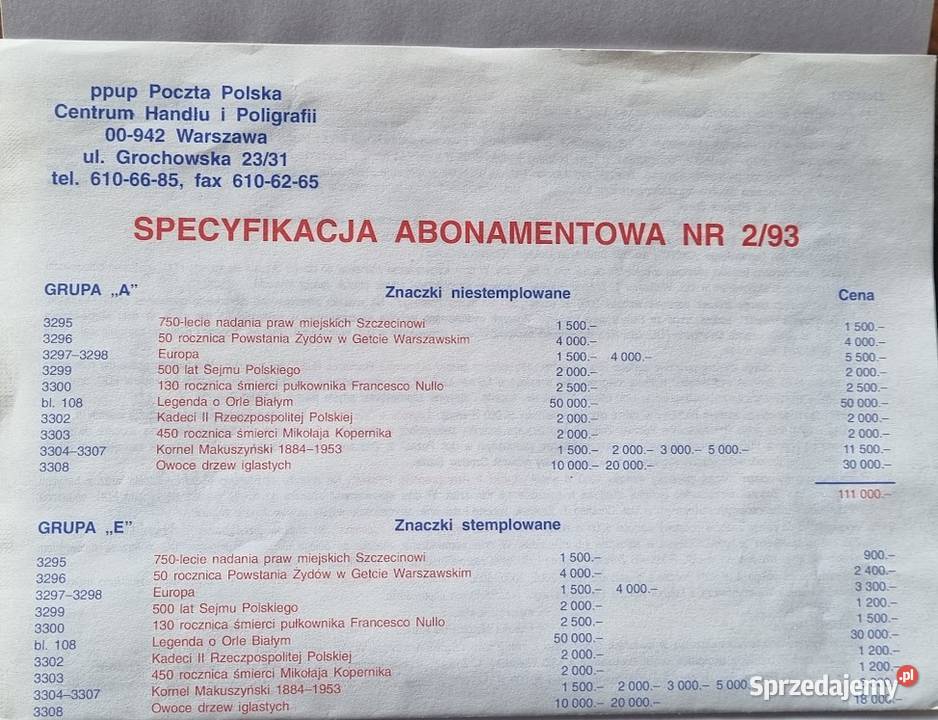 ppup Poczta Polska
Centrum Handlu i Poligrafii
00-942 Warszawa
ul. Grochowska 23/31
tel. 610-66-85, fax 610-62-65
SPECYFIKACJA ABONAMENTOWA NR 2/93
GRUPA „A” Znaczki niestemplowane Cena
3295 750-lecie nadania praw miejskich Szczecinowi 1 500.– 1 500.–
3296 50 rocznica Powstania Żydów w Getcie Warszawskim 4 000.– 4 000.–
3297–3298 Europa 1 500.– 4 000.– 5 500.–
3299 500 lat Sejmu Polskiego 2 000.– 2 000.–
3300 130 rocznica śmierci pułkownika Francesco Nullo 2 500.– 2 500.–
bl. 108 Legenda o Orle Białym 50 000.– 50 000.–
3302 Kadeci II Rzeczpospolitej Polskiej 2 000.– 2 000.–
3303 450 rocznica śmierci Mikołaja Kopernika 2 000.– 2 000.–
3304–3307 Kornel Makuszyński 1884–1953 1 500.– 2 000.– 3 000.– 5 000.– 11 500.–
3308 Owoce drzew iglastych 10 000.– 20 000.– 30 000.–
111 000.–
GRUPA „E” Znaczki stemplowane
3295 750-lecie nadania praw miejskich Szczecinowi 1 500.– 900.–
3296 50 rocznica Powstania Żydów w Getcie Warszawskim 4 000.– 2 400.–
3297–3298 Europa 1 500.– 4 000.– 3 300.–
3299 500 lat Sejmu Polskiego 2 000.– 1 200.–
3300 130 rocznica śmierci pułkownika Francesco Nullo 2 500.– 1 500.–
bl. 108 Legenda o Orle Białym 50 000.– 30 000.–
3302 Kadeci II Rzeczpospolitej Polskiej 2 000.– 1 200.–
3303 450 rocznica śmierci Mikołaja Kopernika 2 000.– 1 200.–
3304–3307 Kornel Makuszyński 1884–1953 1 500.– 2 000.– 3 000.– 5 000
3308 Owoce drzew iglastych 10 000.– 20 000.– 18 000.–
Sprzedajemy.pl